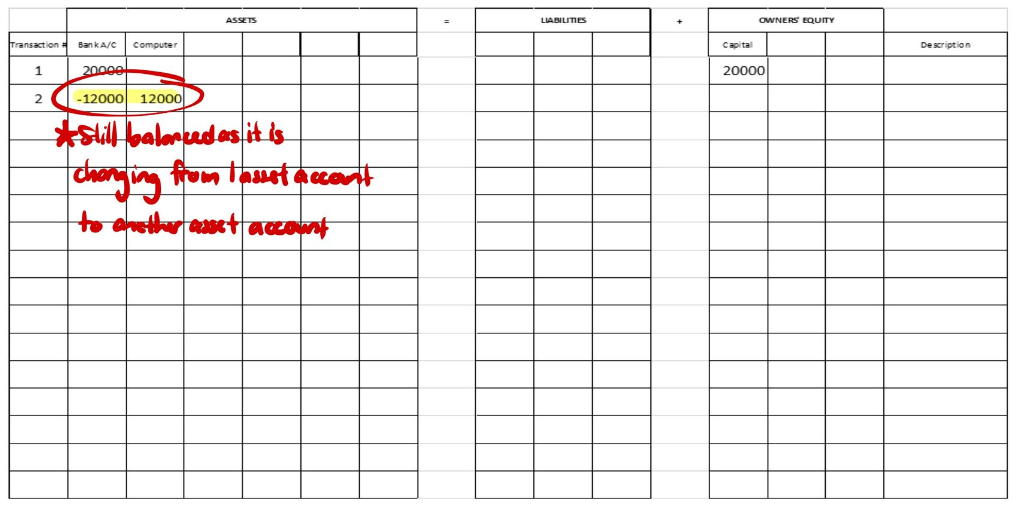 ASSETS = LIABILITIES + OWNERS' EQUITY
Transaction # Bank A/C Computer Capital Description
1 20000 20000
2 -12000 12000
*Still balanced as it is
changing from 1 asset account
to another asset account